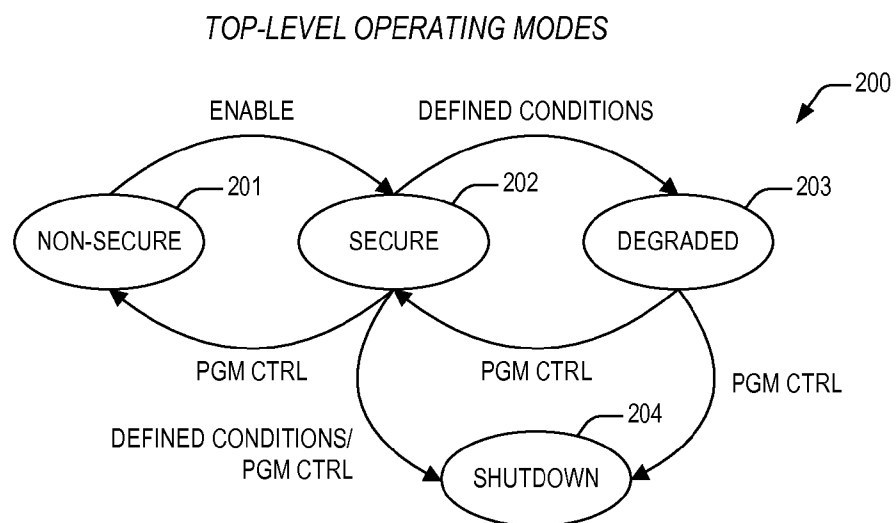 TOP-LEVEL OPERATING MODES
200
ENABLE
DEFINED CONDITIONS
201
202
203
NON-SECURE
SECURE
DEGRADED
PGM CTRL
PGM CTRL
PGM CTRL
DEFINED CONDITIONS/
PGM CTRL
204
SHUTDOWN